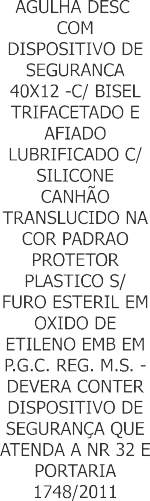 AGULHA DESC
COM
DISPOSITIVO DE
SEGURANCA
40X12 -C/ BISEL
TRIFACETADO E
AFIADO
LUBRIFICADO C/
SILICONE
CANHÃO
TRANSLUCIDO NA
COR PADRAO
PROTETOR
PLASTICO S/
FURO ESTERIL EM
OXIDO DE
ETILENO EMB EM
P.G.C. REG. M.S. -
DEVERA CONTER
DISPOSITIVO DE
SEGURANÇA QUE
ATENDA A NR 32 E
PORTARIA
1748/2011